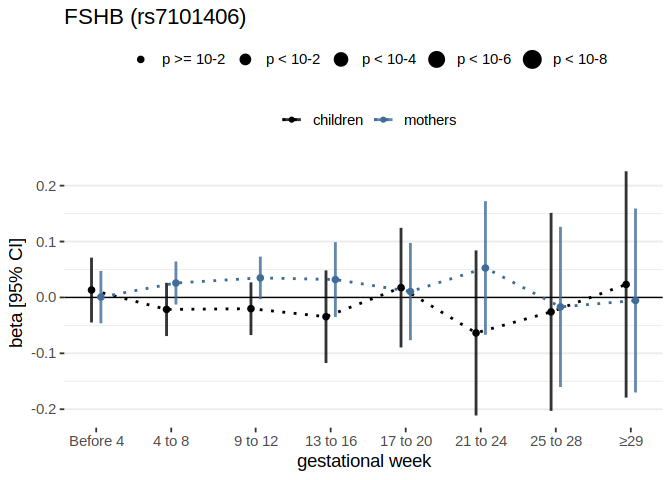 FSHB (rs7101406)
p >= 10-2 p < 10-2 p < 10-4 p < 10-6 p < 10-8
children mothers
beta [95% CI]
0.2
0.1
0.0
-0.1
-0.2
Before 4 4 to 8 9 to 12 13 to 16 17 to 20 21 to 24 25 to 28 ≥29
gestational week